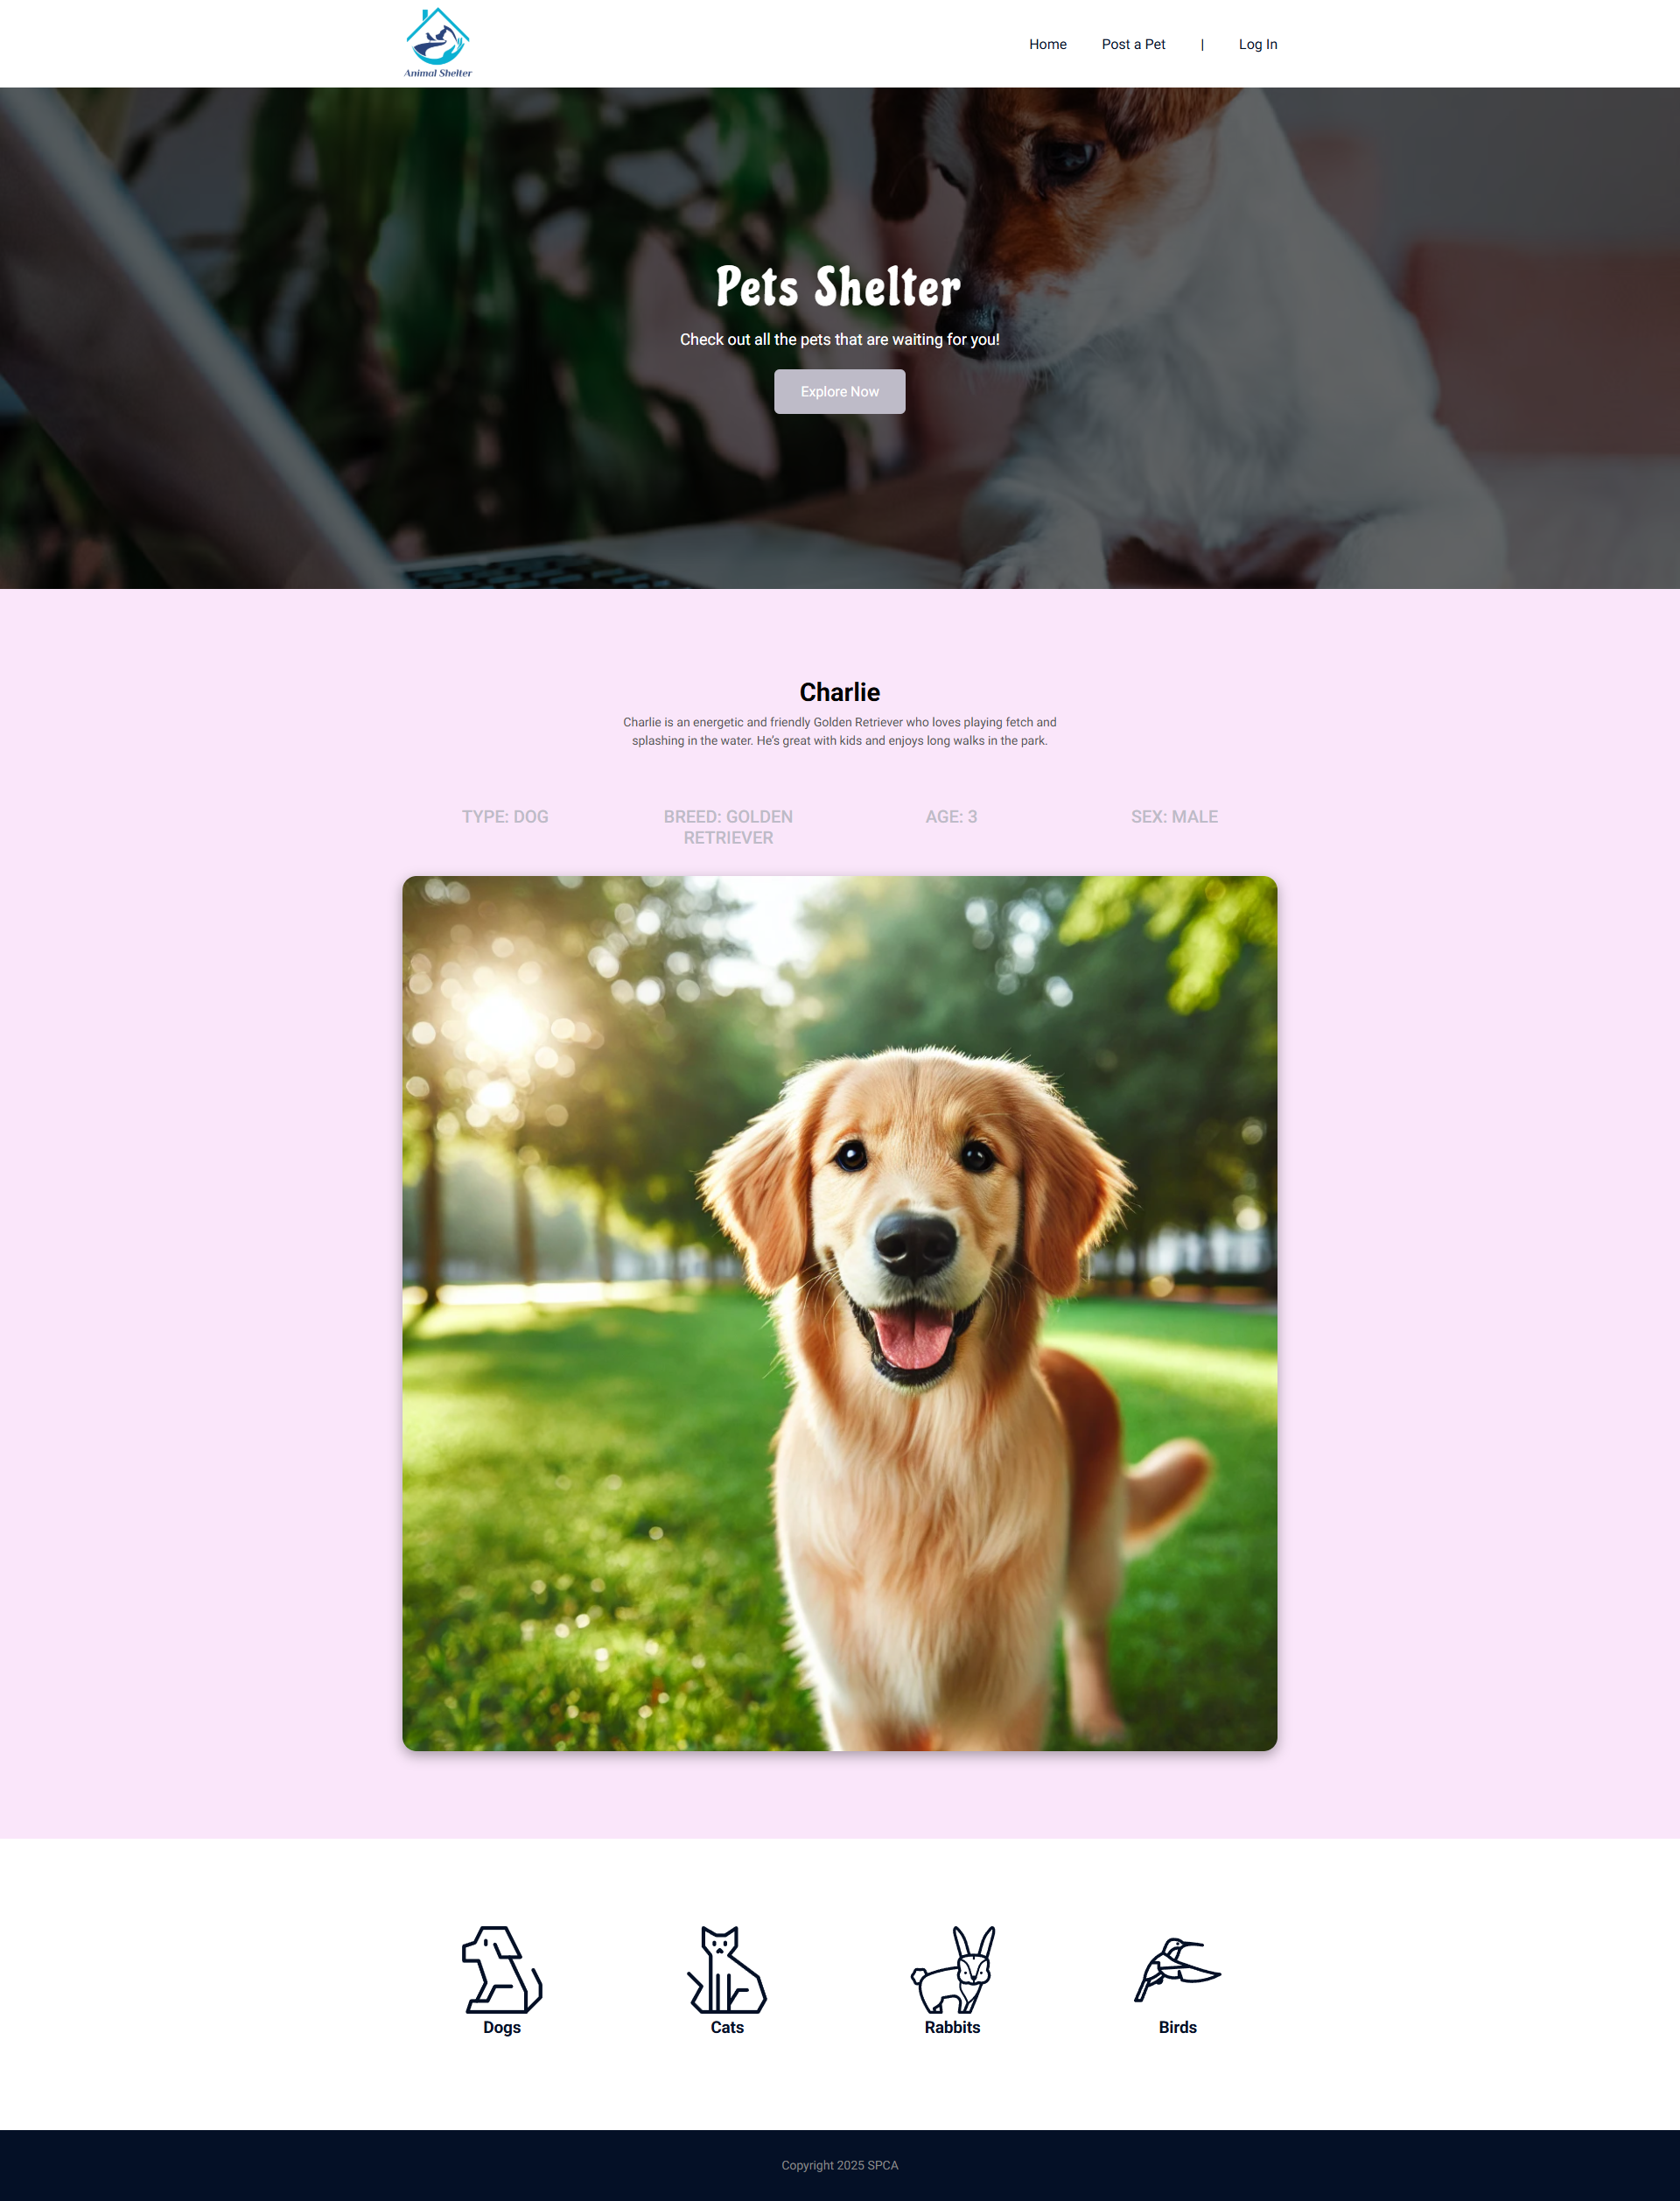 Animal Shelter
Home Post a Pet | Log In
Pets Shelter
Check out all the pets that are waiting for you!
Explore Now
Charlie
Charlie is an energetic and friendly Golden Retriever who loves playing fetch and
splashing in the water. He's great with kids and enjoys long walks in the park.
TYPE: DOG
BREED: GOLDEN
RETRIEVER
AGE: 3
SEX: MALE
Dogs
Cats
Rabbits
Birds
Copyright 2025 SPCA